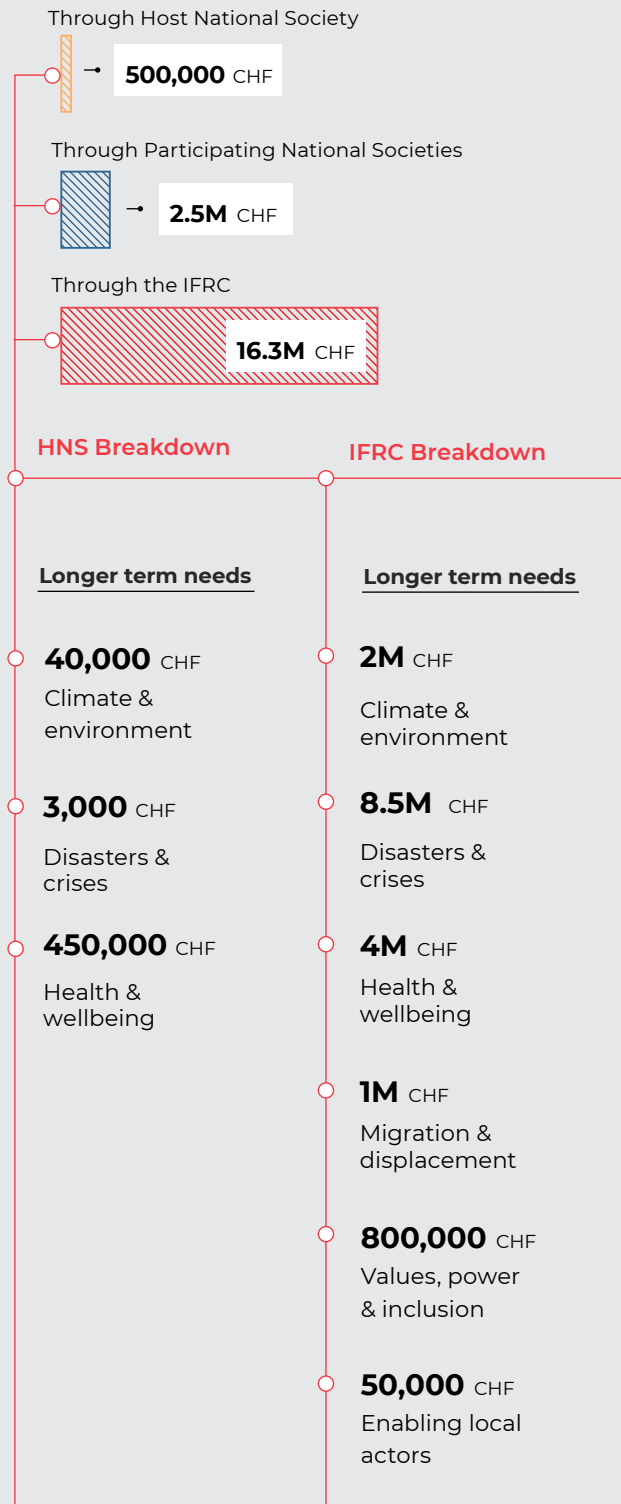 Through Host National Society
500,000 CHF
Through Participating National Societies
2.5M CHF
Through the IFRC
16.3M CHF
HNS Breakdown
Longer term needs
40,000 CHF
Climate &
environment
3,000 CHF
Disasters &
crises
450,000 CHF
Health &
wellbeing
IFRC Breakdown
Longer term needs
2M CHF
Climate &
environment
8.5M CHF
Disasters &
crises
4M CHF
Health &
wellbeing
1M CHF
Migration &
displacement
800,000 CHF
Values, power
& inclusion
50,000 CHF
Enabling local
actors